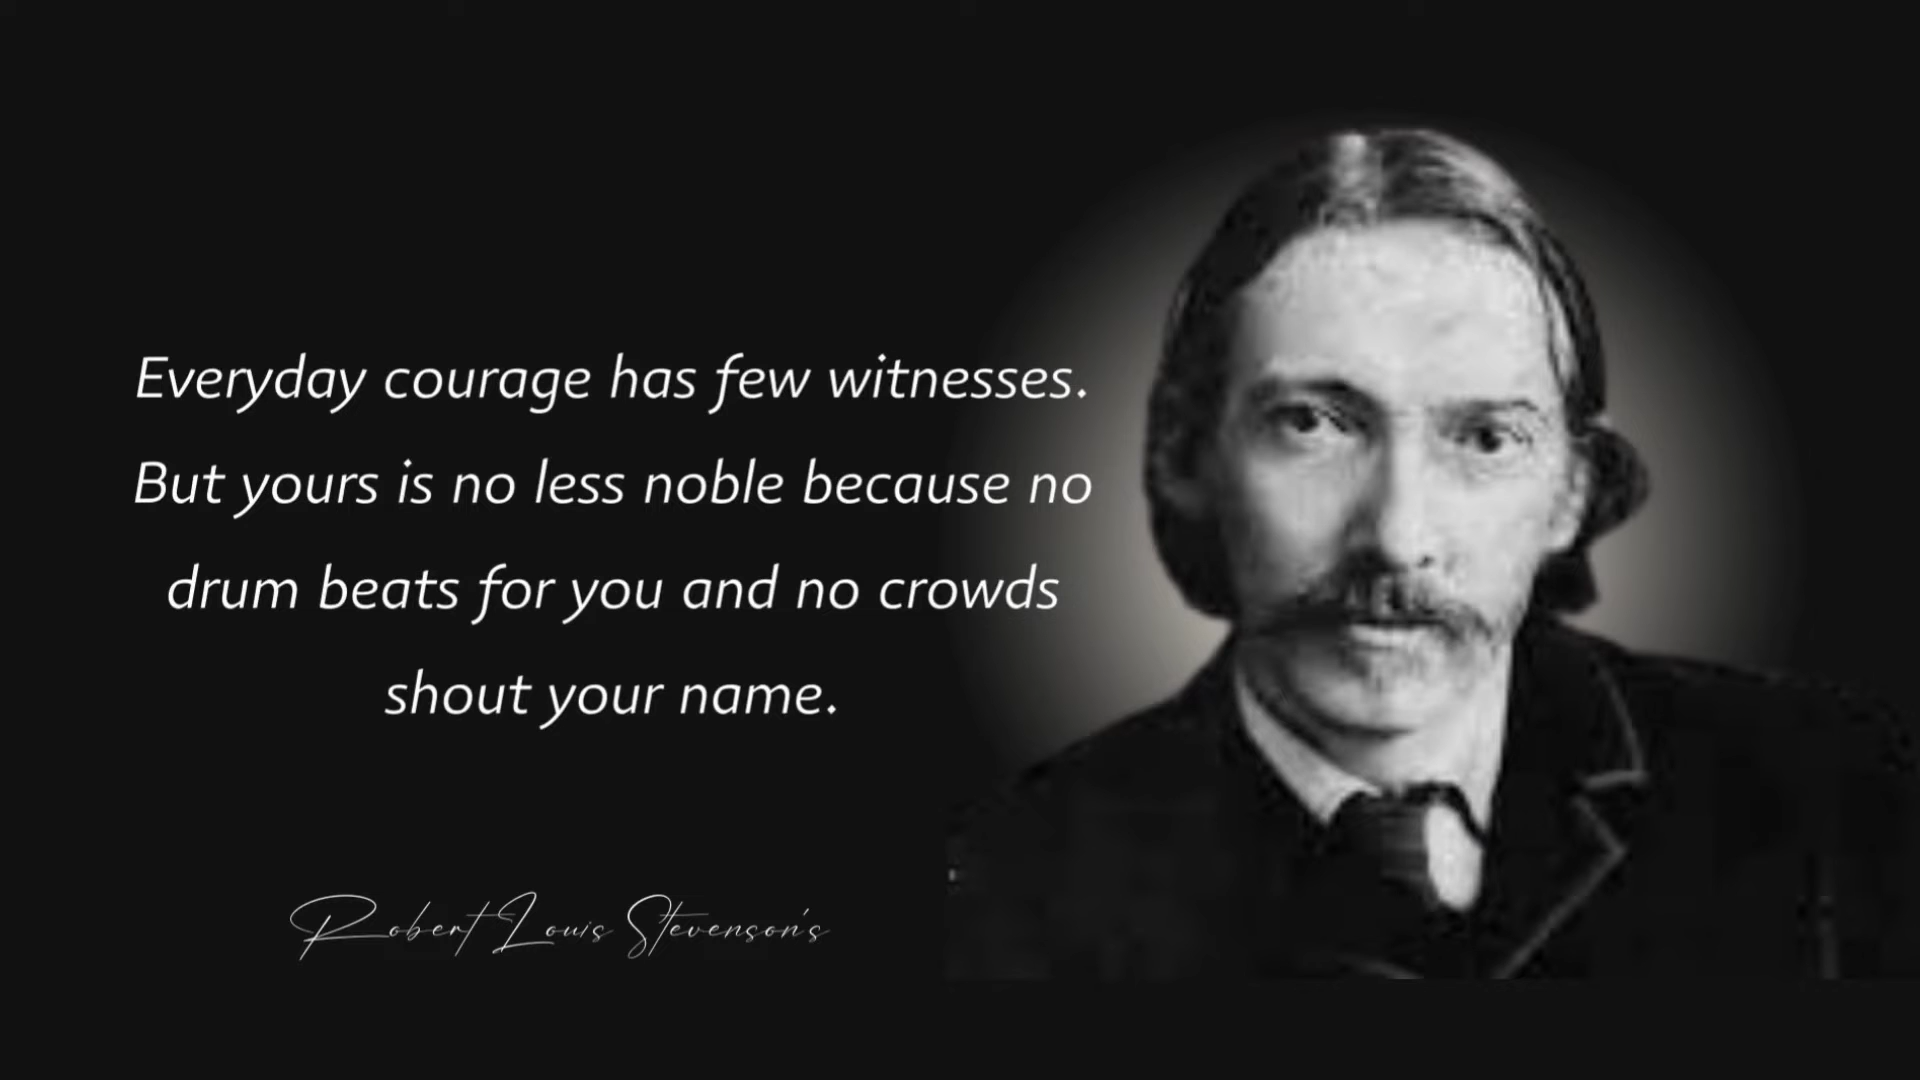 Everyday courage has few witnesses.
But yours is no less noble because no
drum beats for you and no crowds
shout your name.
Robert Louis Stevenson's